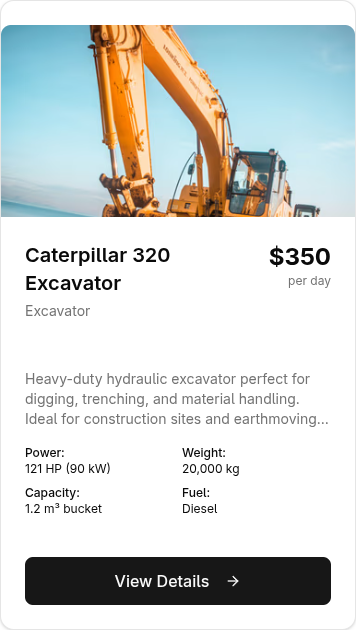 Caterpillar 320
Excavator
$350
per day
Excavator
Heavy-duty hydraulic excavator perfect for
digging, trenching, and material handling.
Ideal for construction sites and earthmoving...
Power:
121 HP (90 kW)
Weight:
20,000 kg
Capacity:
1.2 m³ bucket
Fuel:
Diesel
View Details →